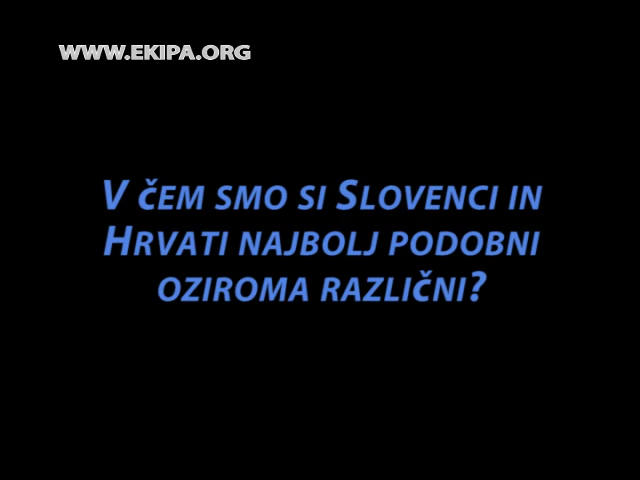 WWW.EKIPA.ORG
V ČEM SMO SI SLOVENCI IN
HRVATI NAJBOLJ PODOBNI
OZIROMA RAZLIČNI?